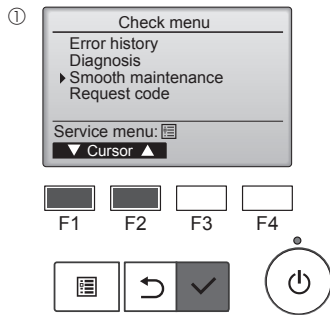 ①
Check menu
Error history
Diagnosis
Smooth maintenance
Request code
Service menu:
▼ Cursor ▲
F1 F2 F3 F4